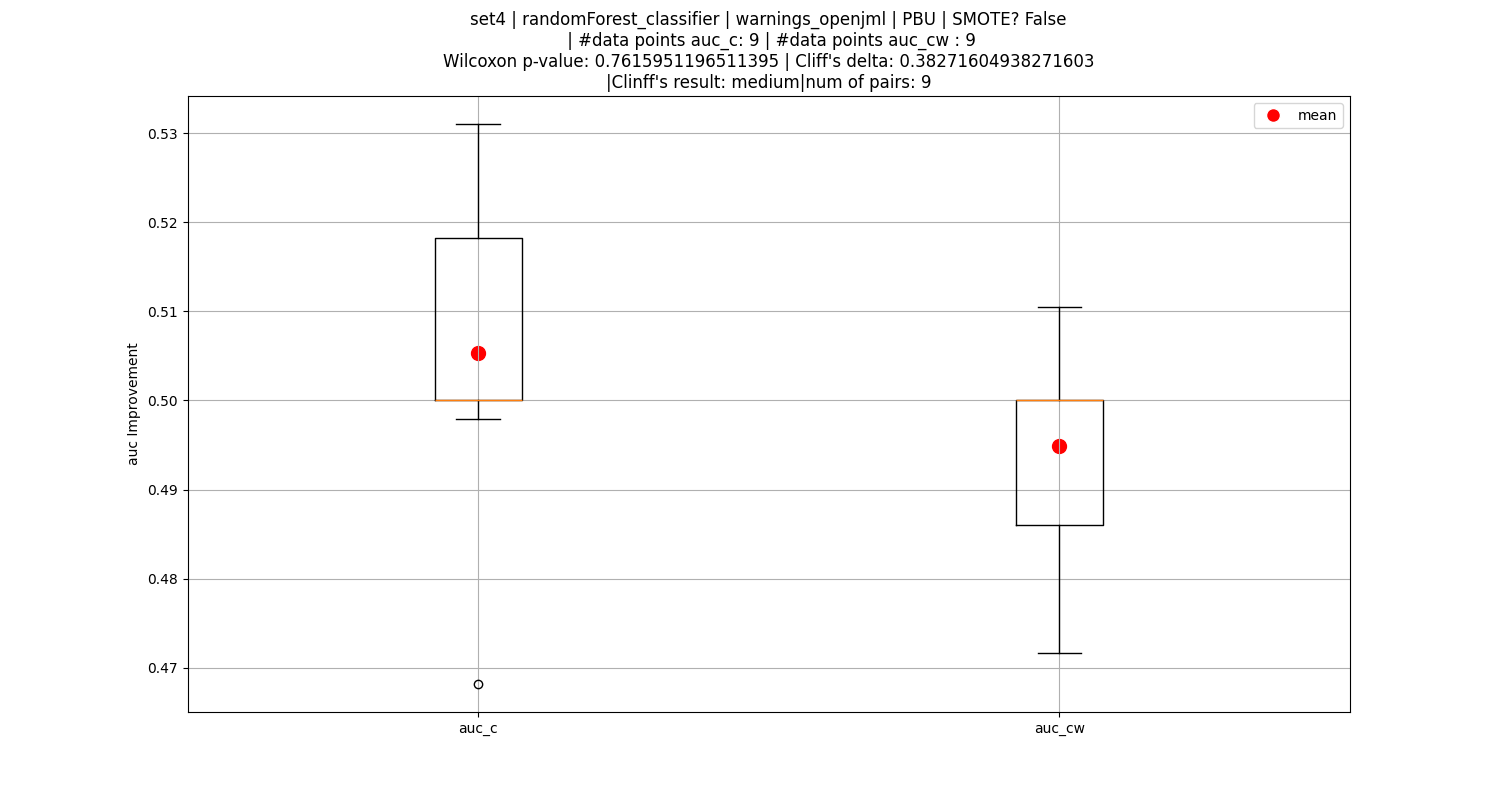 set4 | randomForest_classifier | warnings_openjml | PBU | SMOTE? False
| #data points auc_c: 9 | #data points auc_cw : 9
Wilcoxon p-value: 0.7615951196511395 | Cliff's delta: 0.38271604938271603
|Clinff's result: medium|num of pairs: 9
mean
0.53
0.52
0.51
0.50
0.49
0.48
0.47
auc Improvement
auc_c
auc_cw